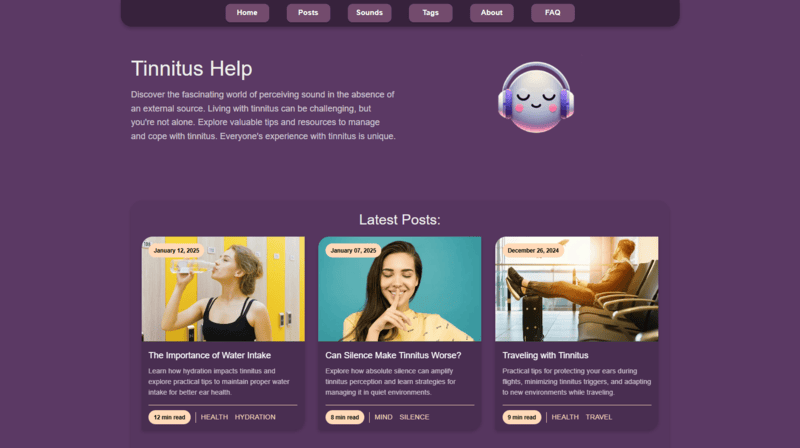 Home Posts Sounds Tags About FAQ
Tinnitus Help
Discover the fascinating world of perceiving sound in the absence of
an external source. Living with tinnitus can be challenging, but
you're not alone. Explore valuable tips and resources to manage
and cope with tinnitus. Everyone's experience with tinnitus is unique.
Latest Posts:
January 12, 2025
The Importance of Water Intake
Learn how hydration impacts tinnitus and
explore practical tips to maintain proper water
intake for better ear health.
12 min read HEALTH HYDRATION
January 07, 2025
Can Silence Make Tinnitus Worse?
Explore how absolute silence can amplify
tinnitus perception and learn strategies for
managing it in quiet environments.
8 min read MIND SILENCE
December 26, 2024
Traveling with Tinnitus
Practical tips for protecting your ears during
flights, minimizing tinnitus triggers, and adapting
to new environments while traveling.
9 min read HEALTH TRAVEL